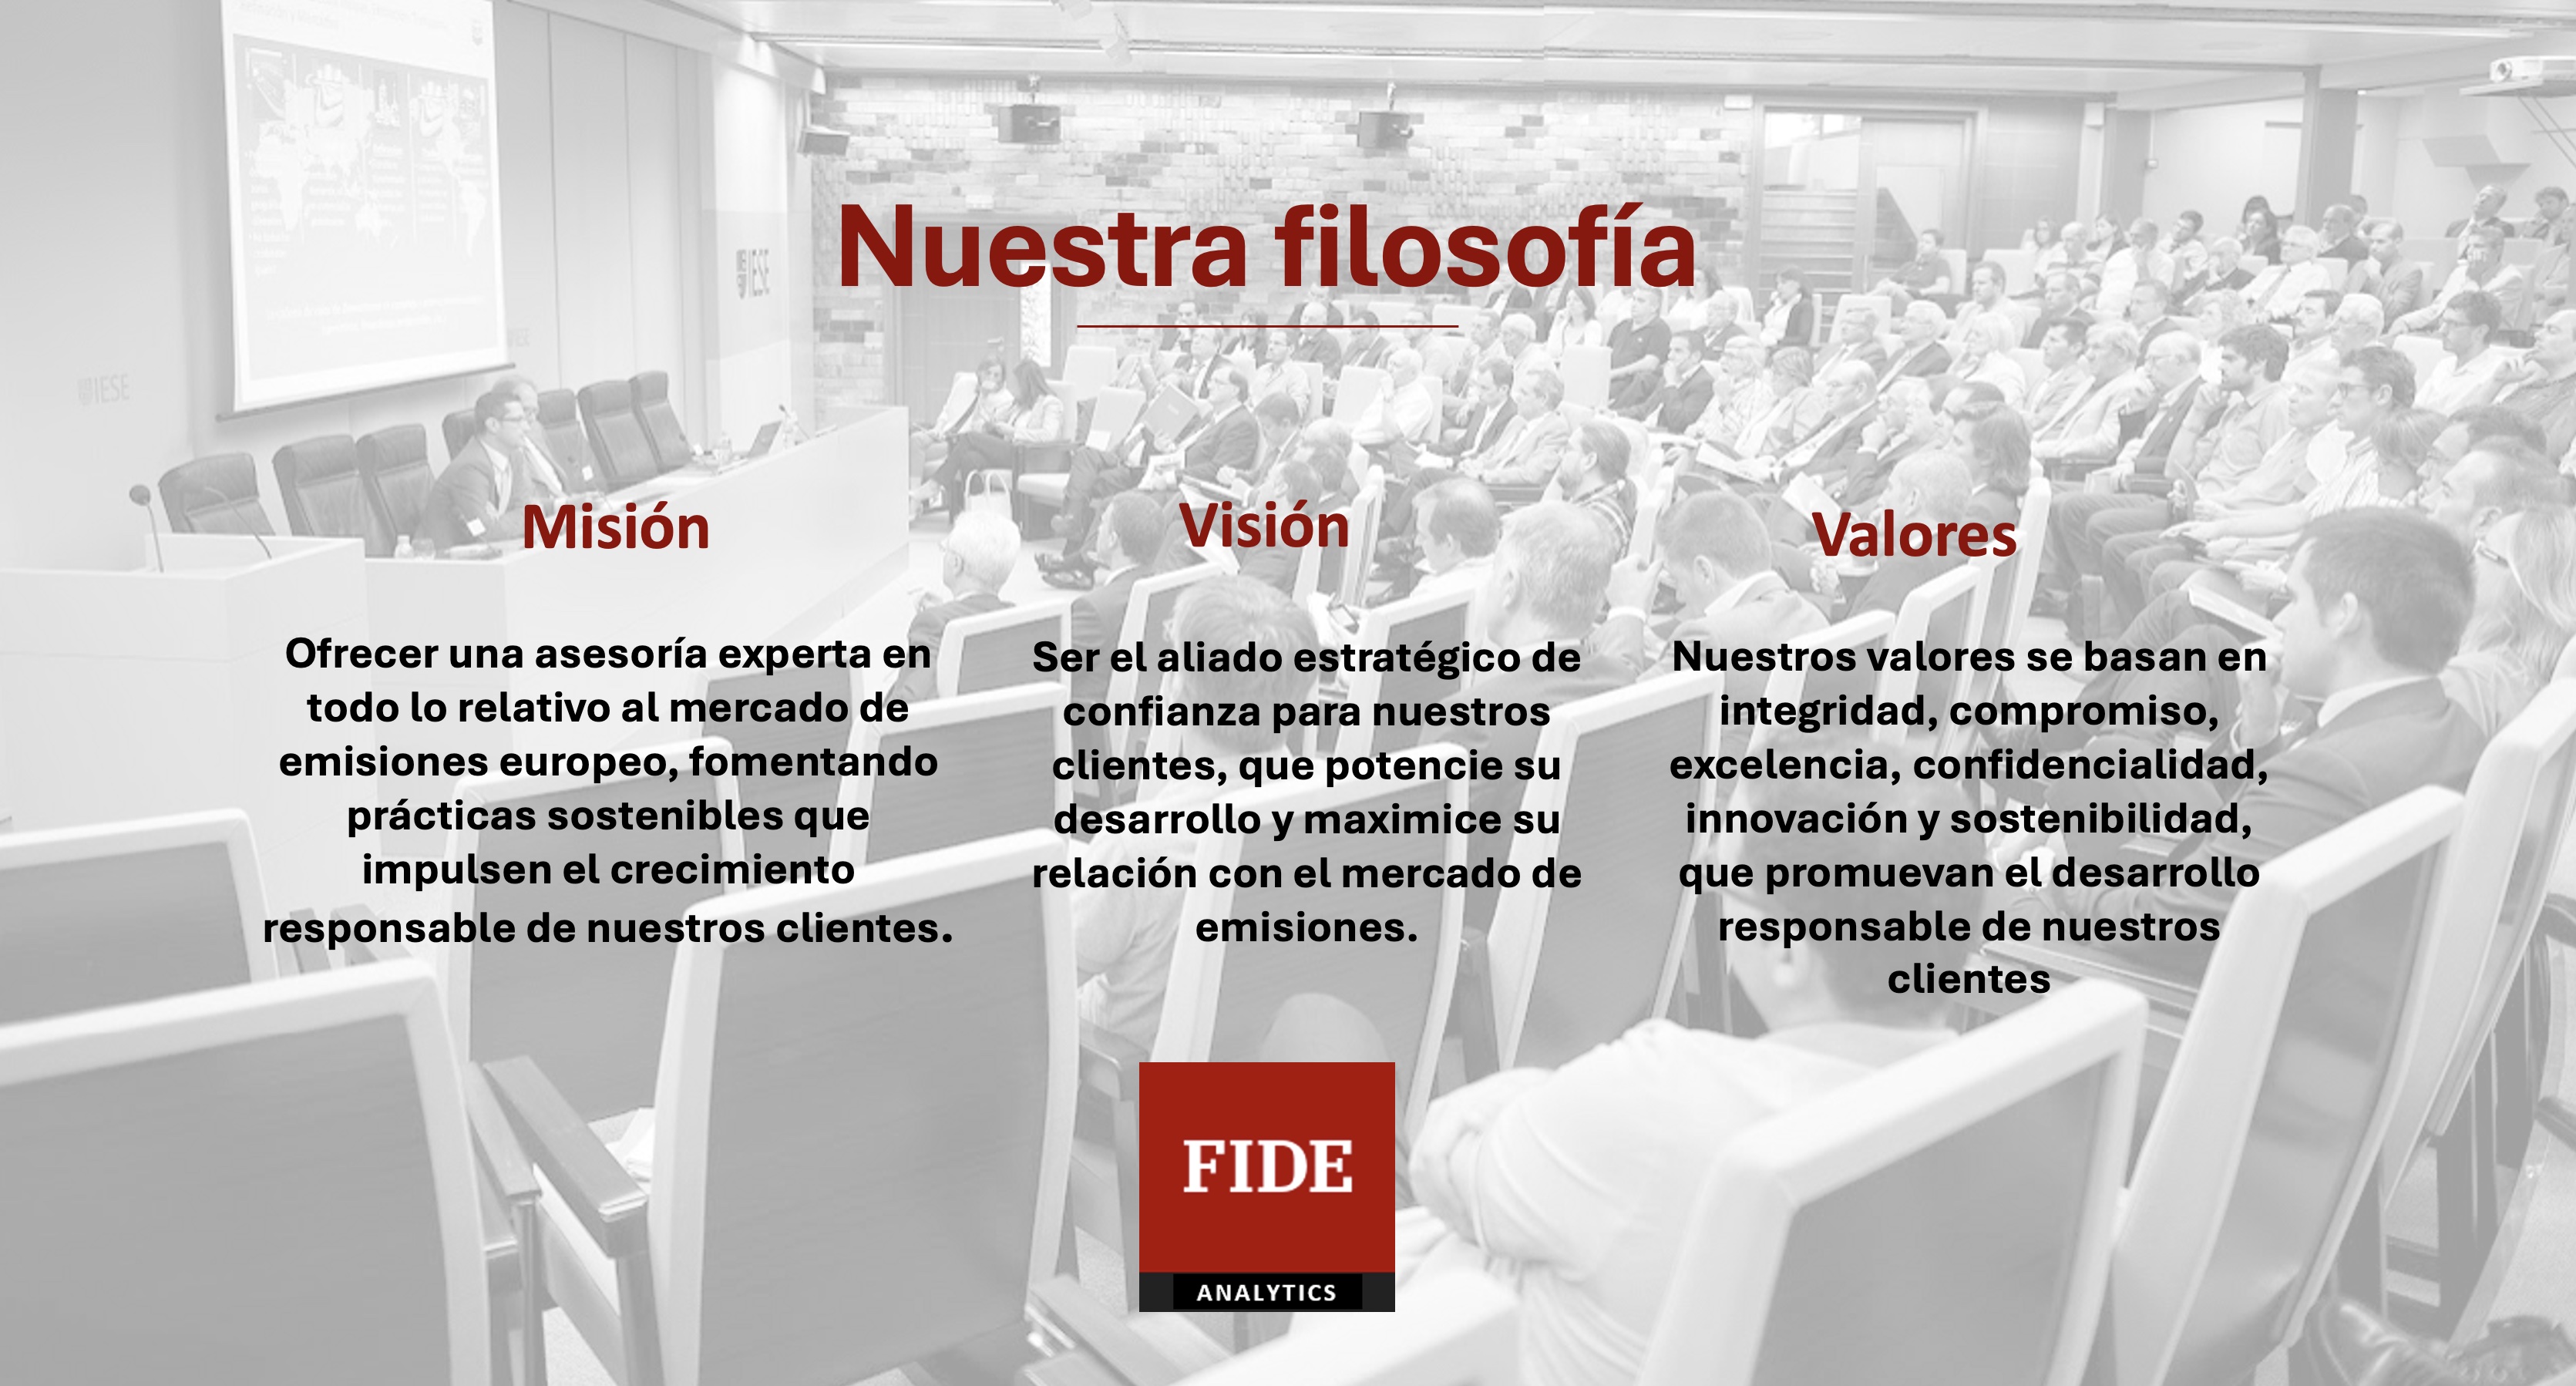 Nuestra filosofía
Misión
Ofrecer una asesoría experta en
todo lo relativo al mercado de
emisiones europeo, fomentando
prácticas sostenibles que
impulsen el crecimiento
responsable de nuestros clientes.
Visión
Ser el aliado estratégico de
confianza para nuestros
clientes, que potencie su
desarrollo y maximice su
relación con el mercado de
emisiones.
Valores
Nuestros valores se basan en
integridad, compromiso,
excelencia, confidencialidad,
innovación y sostenibilidad,
que promuevan el desarrollo
responsable de nuestros
clientes
FIDE
ANALYTICS
IESE
IESE